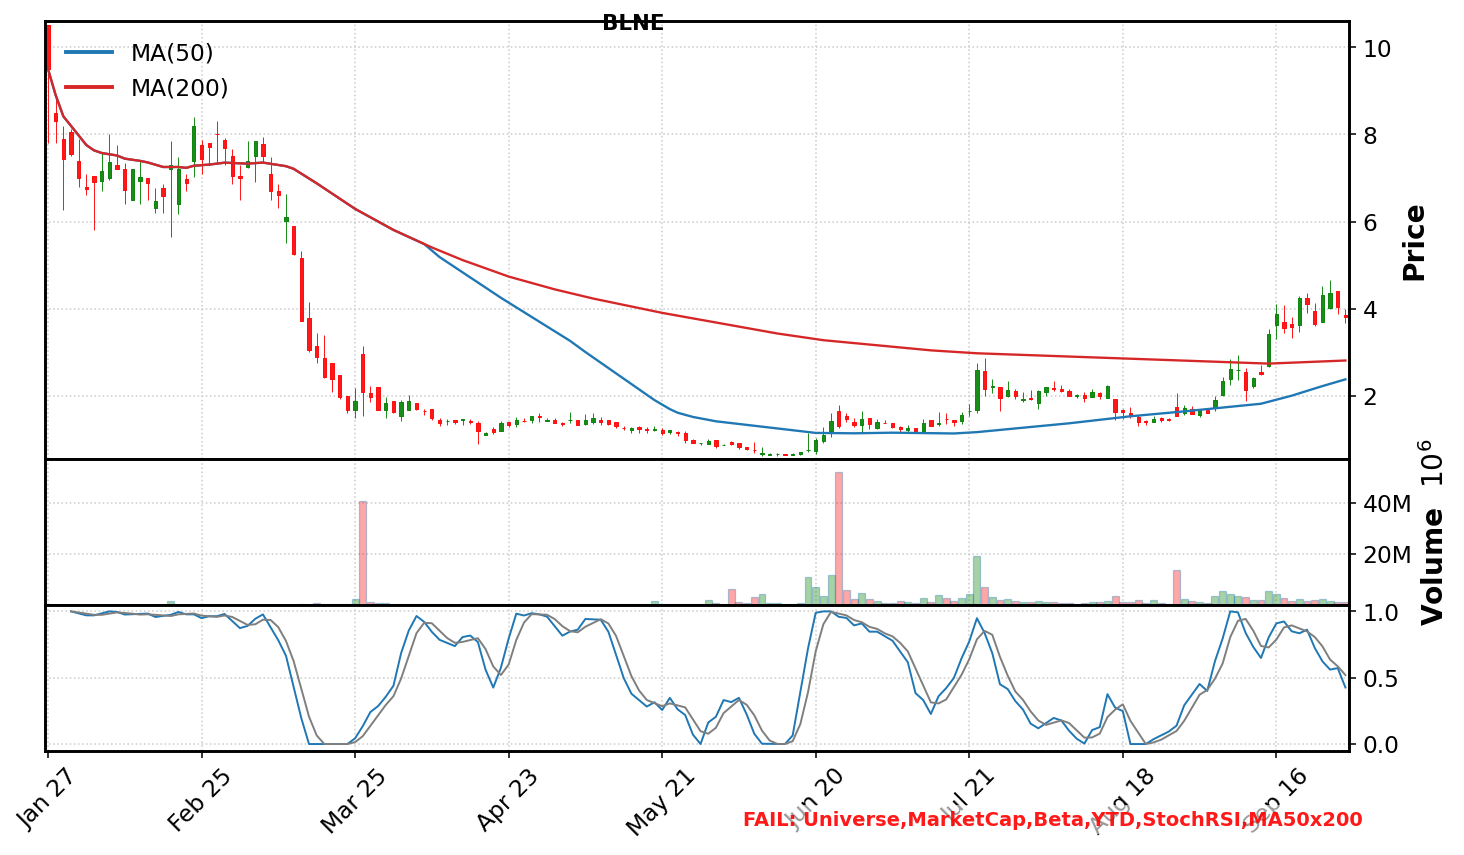 BLNE
MA(50)
MA(200)
10
8
6
4
2
Price
10⁶
Volume
40M
20M
1.0
0.5
0.0
Jan 27
Feb 25
Mar 25
Apr 23
May 21
Jun 20
Jul 21
Aug 18
Sep 16
FAIL: Universe,MarketCap,Beta,YTD,StochRSI,MA50x200